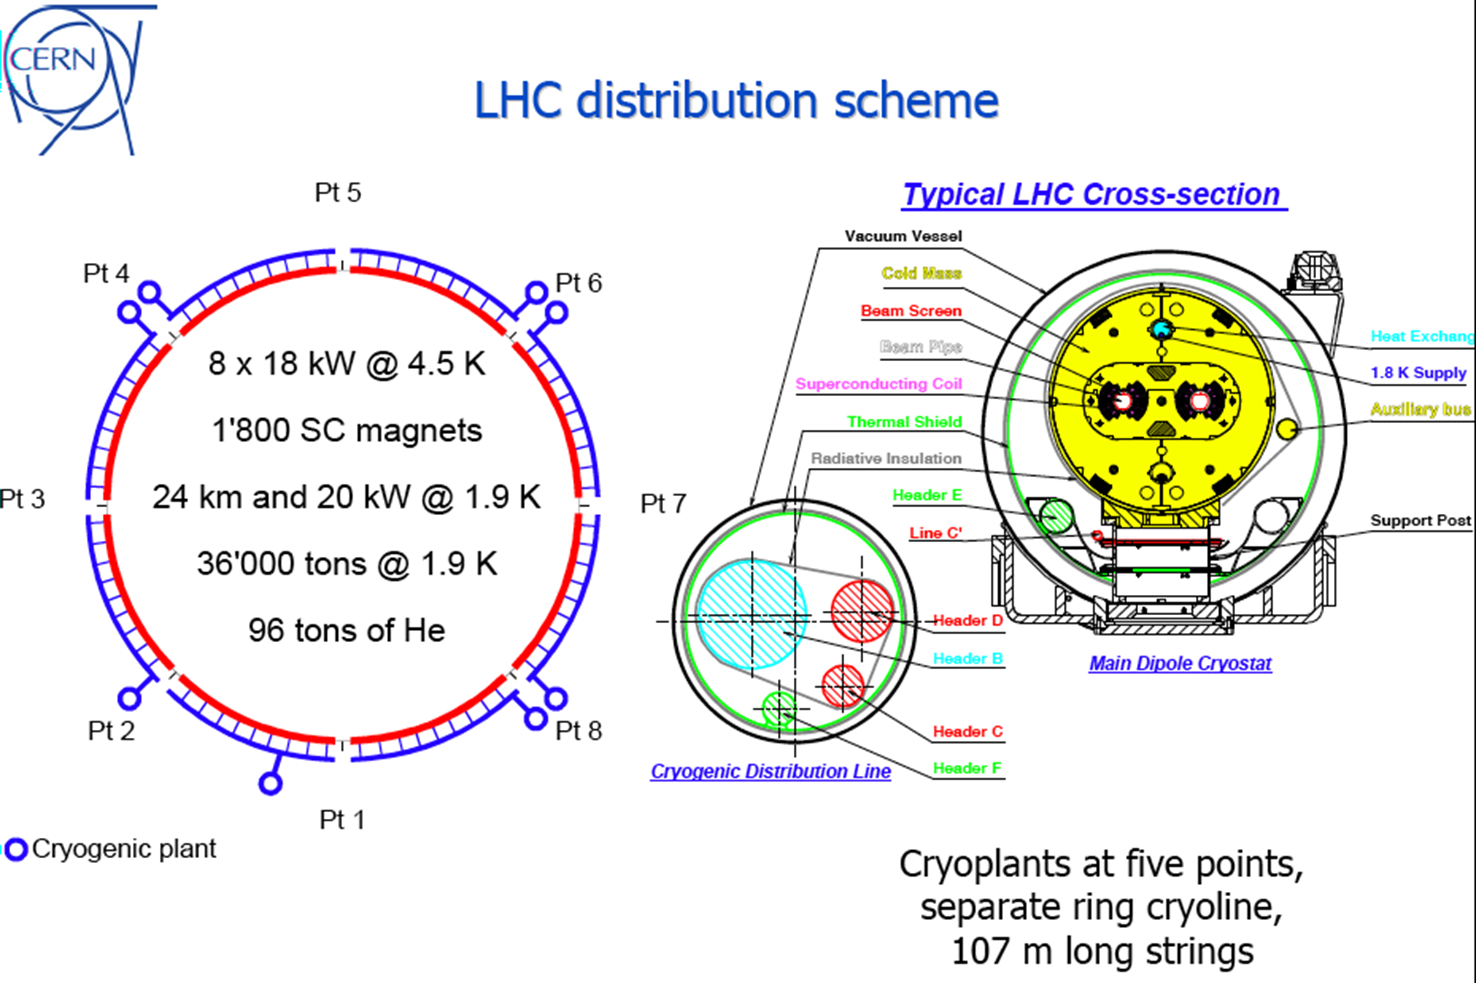 CERN
LHC distribution scheme
Pt 5
Pt 4
Pt 6
8 x 18 kW @ 4.5 K
1'800 SC magnets
Pt 3
24 km and 20 kW @ 1.9 K
Pt 7
36'000 tons @ 1.9 K
96 tons of He
Pt 2
Pt 8
Pt 1
Cryogenic plant
Typical LHC Cross-section
Vacuum Vessel
Cold Mass
Beam Screen
Beam Pipe
Superconducting Coil
Thermal Shield
Radiative Insulation
Header E
Line C'
Heat Exchang
1.8 K Supply
Auxiliary bus
Support Post
Main Dipole Cryostat
Header D
Header B
Header C
Header F
Cryogenic Distribution Line
Cryoplants at five points,
separate ring cryoline,
107 m long strings